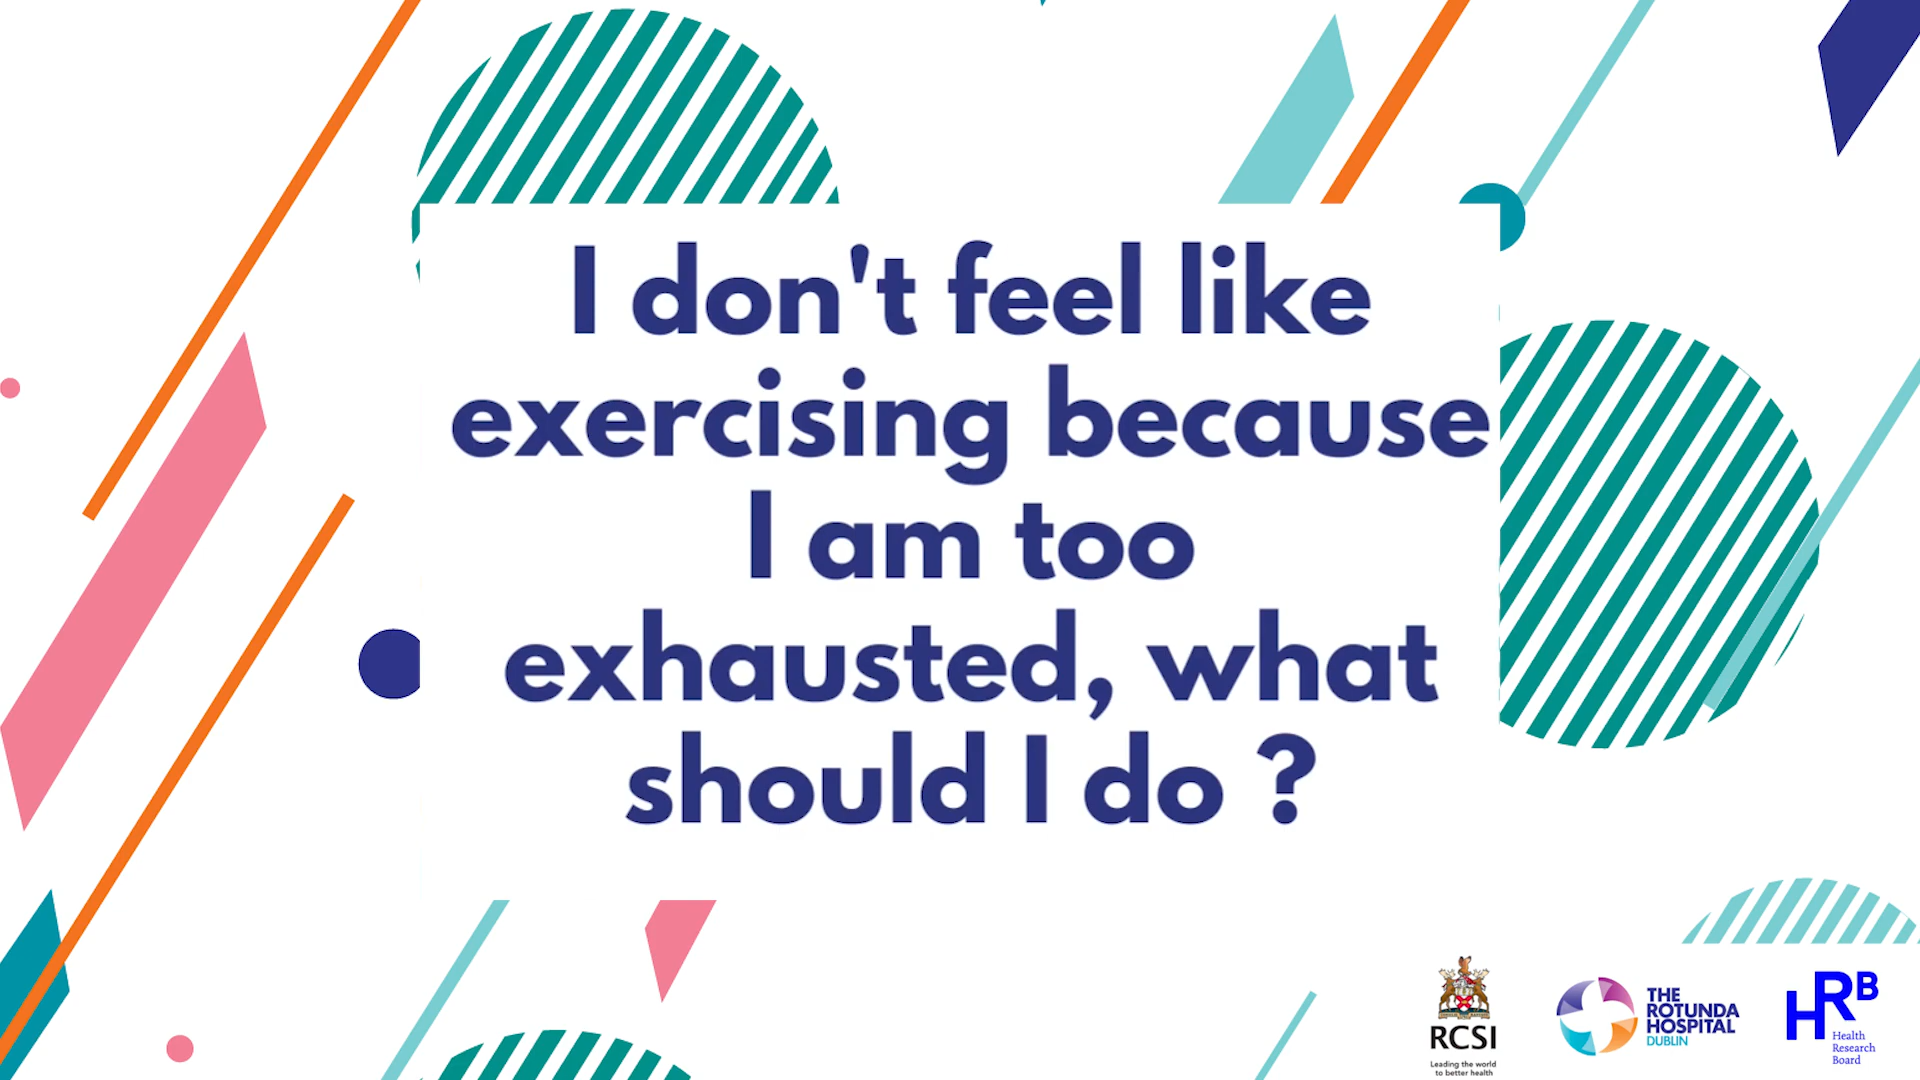 I don't feel like
exercising because
I am too
exhausted, what
should I do ?
RCSI
Leading the world
to better health
THE
ROTUNDA
HOSPITAL
DUBLIN
HRB
Health
Research
Board